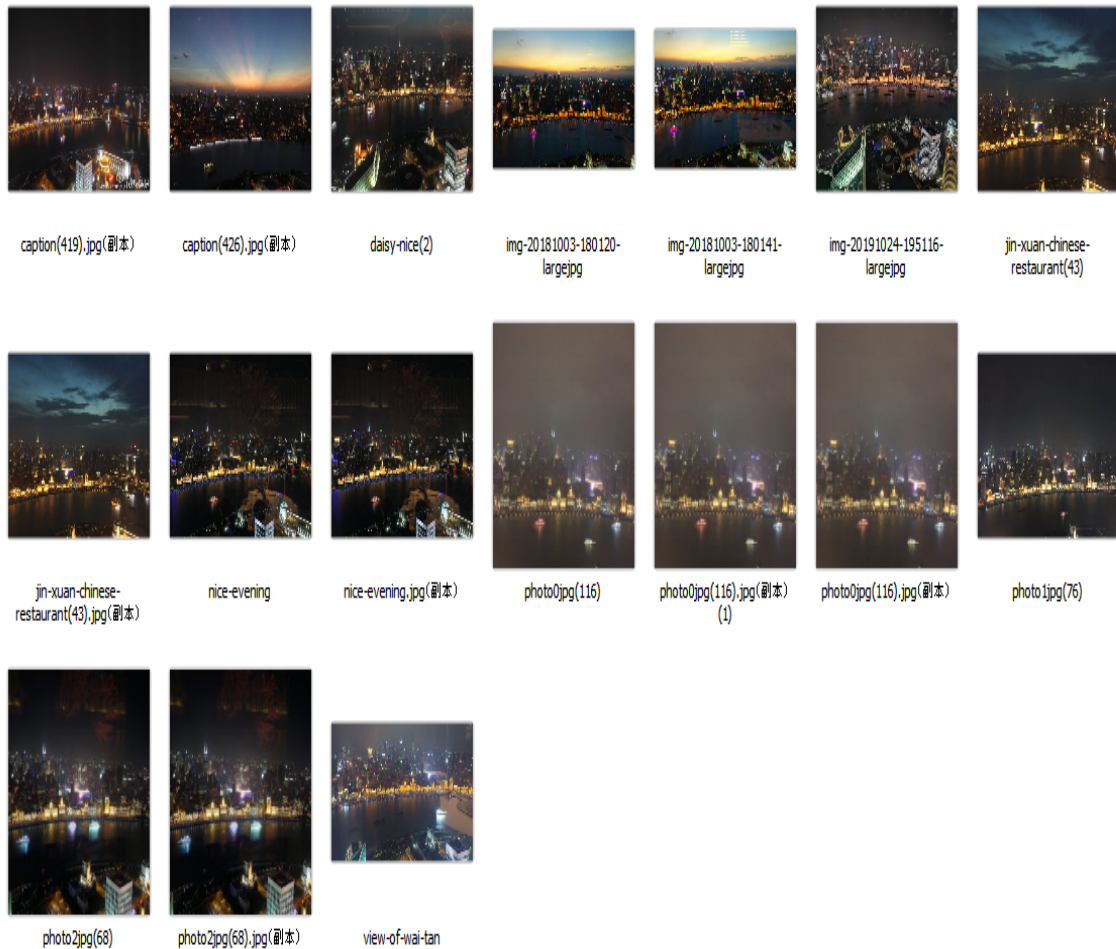 caption(419).jpg(副本)
caption(426).jpg(副本)
daisy-nice(2)
img-20181003-180120-
largejpg
img-20181003-180141-
largejpg
img-20191024-195116-
largejpg
jin-xuan-chinese-
restaurant(43)
jin-xuan-chinese-
restaurant(43).jpg(副本)
nice-evening
nice-evening.jpg(副本)
photo0jpg(116)
photo0jpg(116).jpg(副本)
(1)
photo0jpg(116).jpg(副本)
photo1jpg(76)
photo2jpg(68)
photo2jpg(68).jpg(副本)
view-of-wai-tan